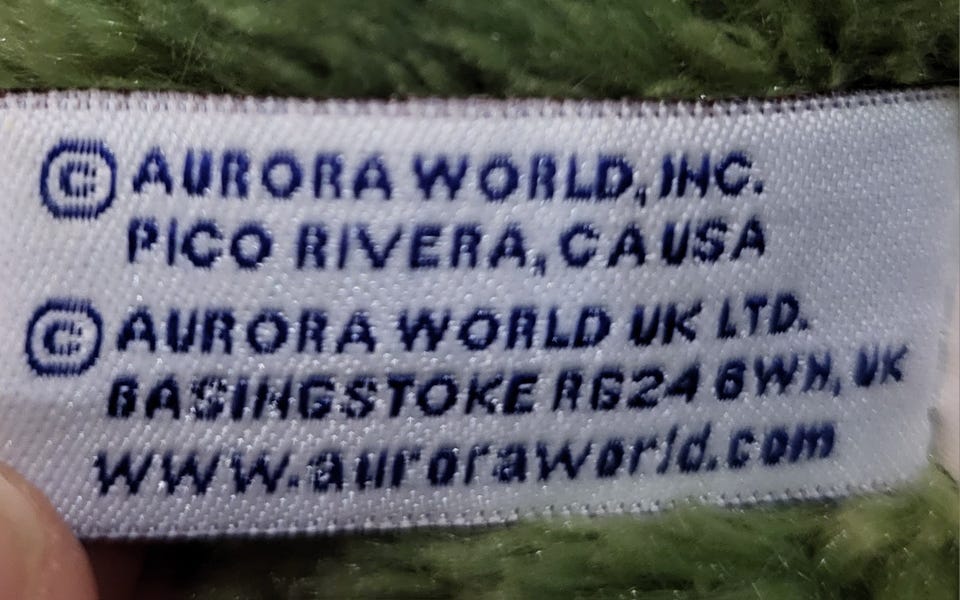 © AURORA WORLD, INC.
PICO RIVERA, CA USA
© AURORA WORLD UK LTD.
BASINGSTOKE RG24 8WH, UK
www.auroraworld.com